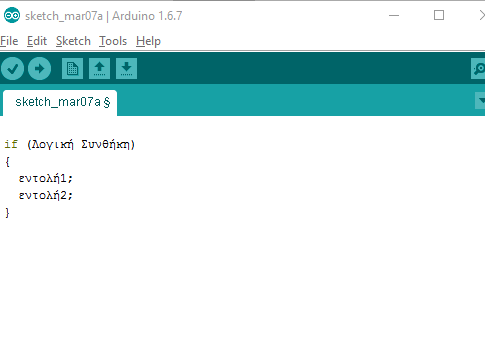 sketch_mar07a | Arduino 1.6.7
File Edit Sketch Tools Help
sketch_mar07a §
if (Λογική Συνθήκη)
{
εντολή1;
εντολή2;
}